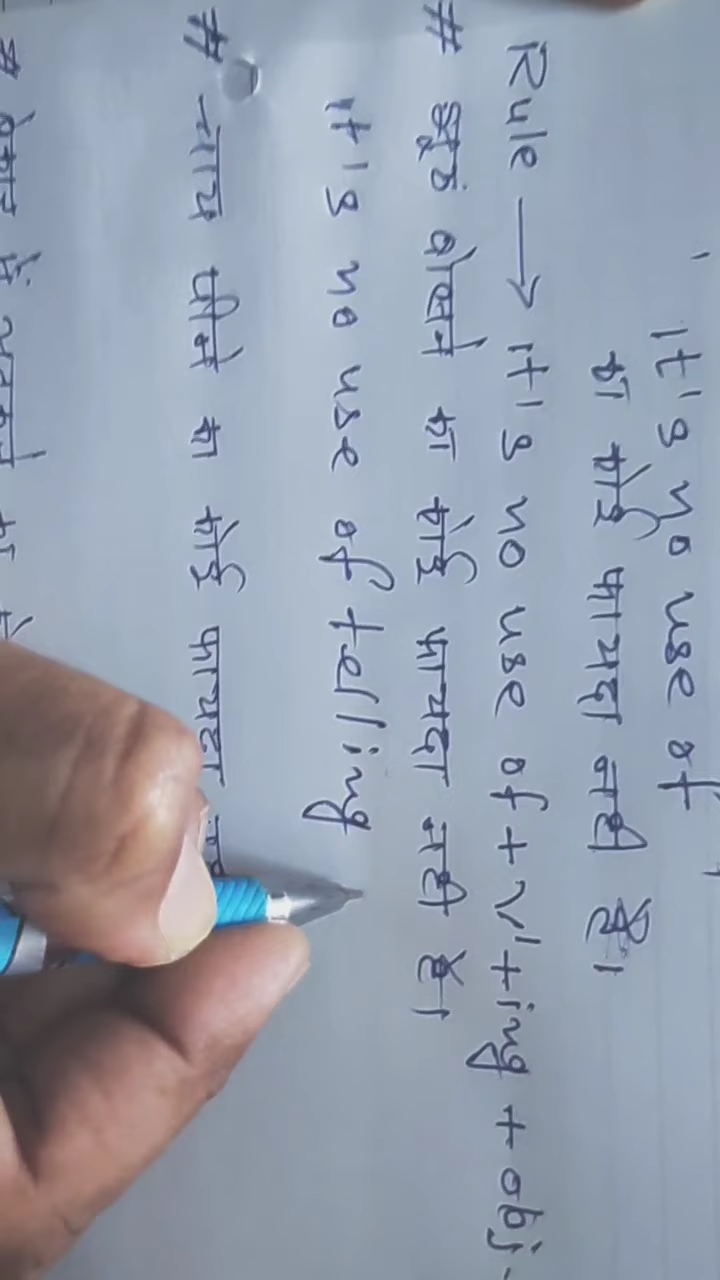 "It's no use of"
का कोई फायदा नहीं है।
Rule → It's no use of + v' + ing + obj.
# झूठ बोलने का कोई फायदा नही है।
It's no use of telling
# चाय पीने का कोई फायदा
# बेकार में भटकने का